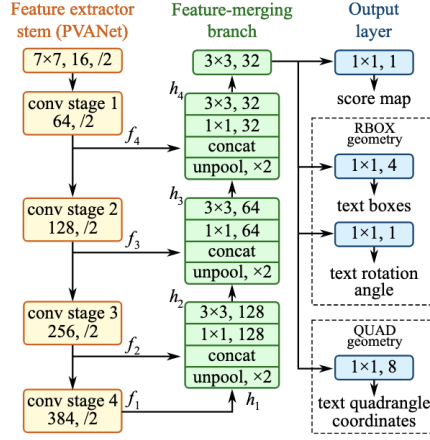 Feature extractor
stem (PVANet)
7×7, 16, /2
conv stage 1
64, /2
f4
conv stage 2
128, /2
f3
conv stage 3
256, /2
f2
conv stage 4
384, /2
f1
Feature-merging
branch
3×3, 32
h4
3×3, 32
1×1, 32
concat
unpool, ×2
h3
3×3, 64
1×1, 64
concat
unpool, ×2
h2
3×3, 128
1×1, 128
concat
unpool, ×2
h1
Output
layer
1×1, 1
score map
RBOX
geometry
1×1, 4
text boxes
1×1, 1
text rotation
angle
QUAD
geometry
1×1, 8
text quadrangle
coordinates